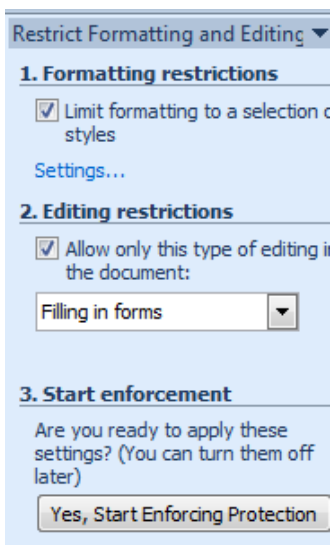 Restrict Formatting and Editing
1. Formatting restrictions
Limit formatting to a selection
styles
Settings...
2. Editing restrictions
Allow only this type of editing
the document:
Filling in forms
3. Start enforcement
Are you ready to apply these
settings? (You can turn them off
later)
Yes, Start Enforcing Protection